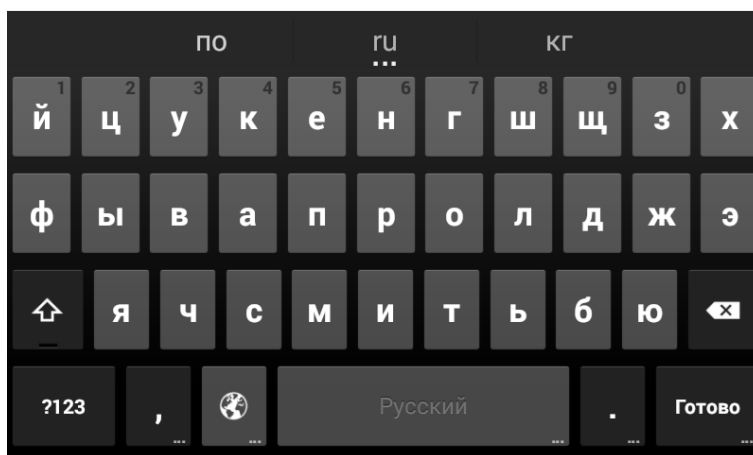 по ru кг
1 2 3 4 5 6 7 8 9 0
й ц у к е н г ш щ з х
ф ы в а п р о л д ж э
я ч с м и т ь б ю
?123 , Русский . Готово